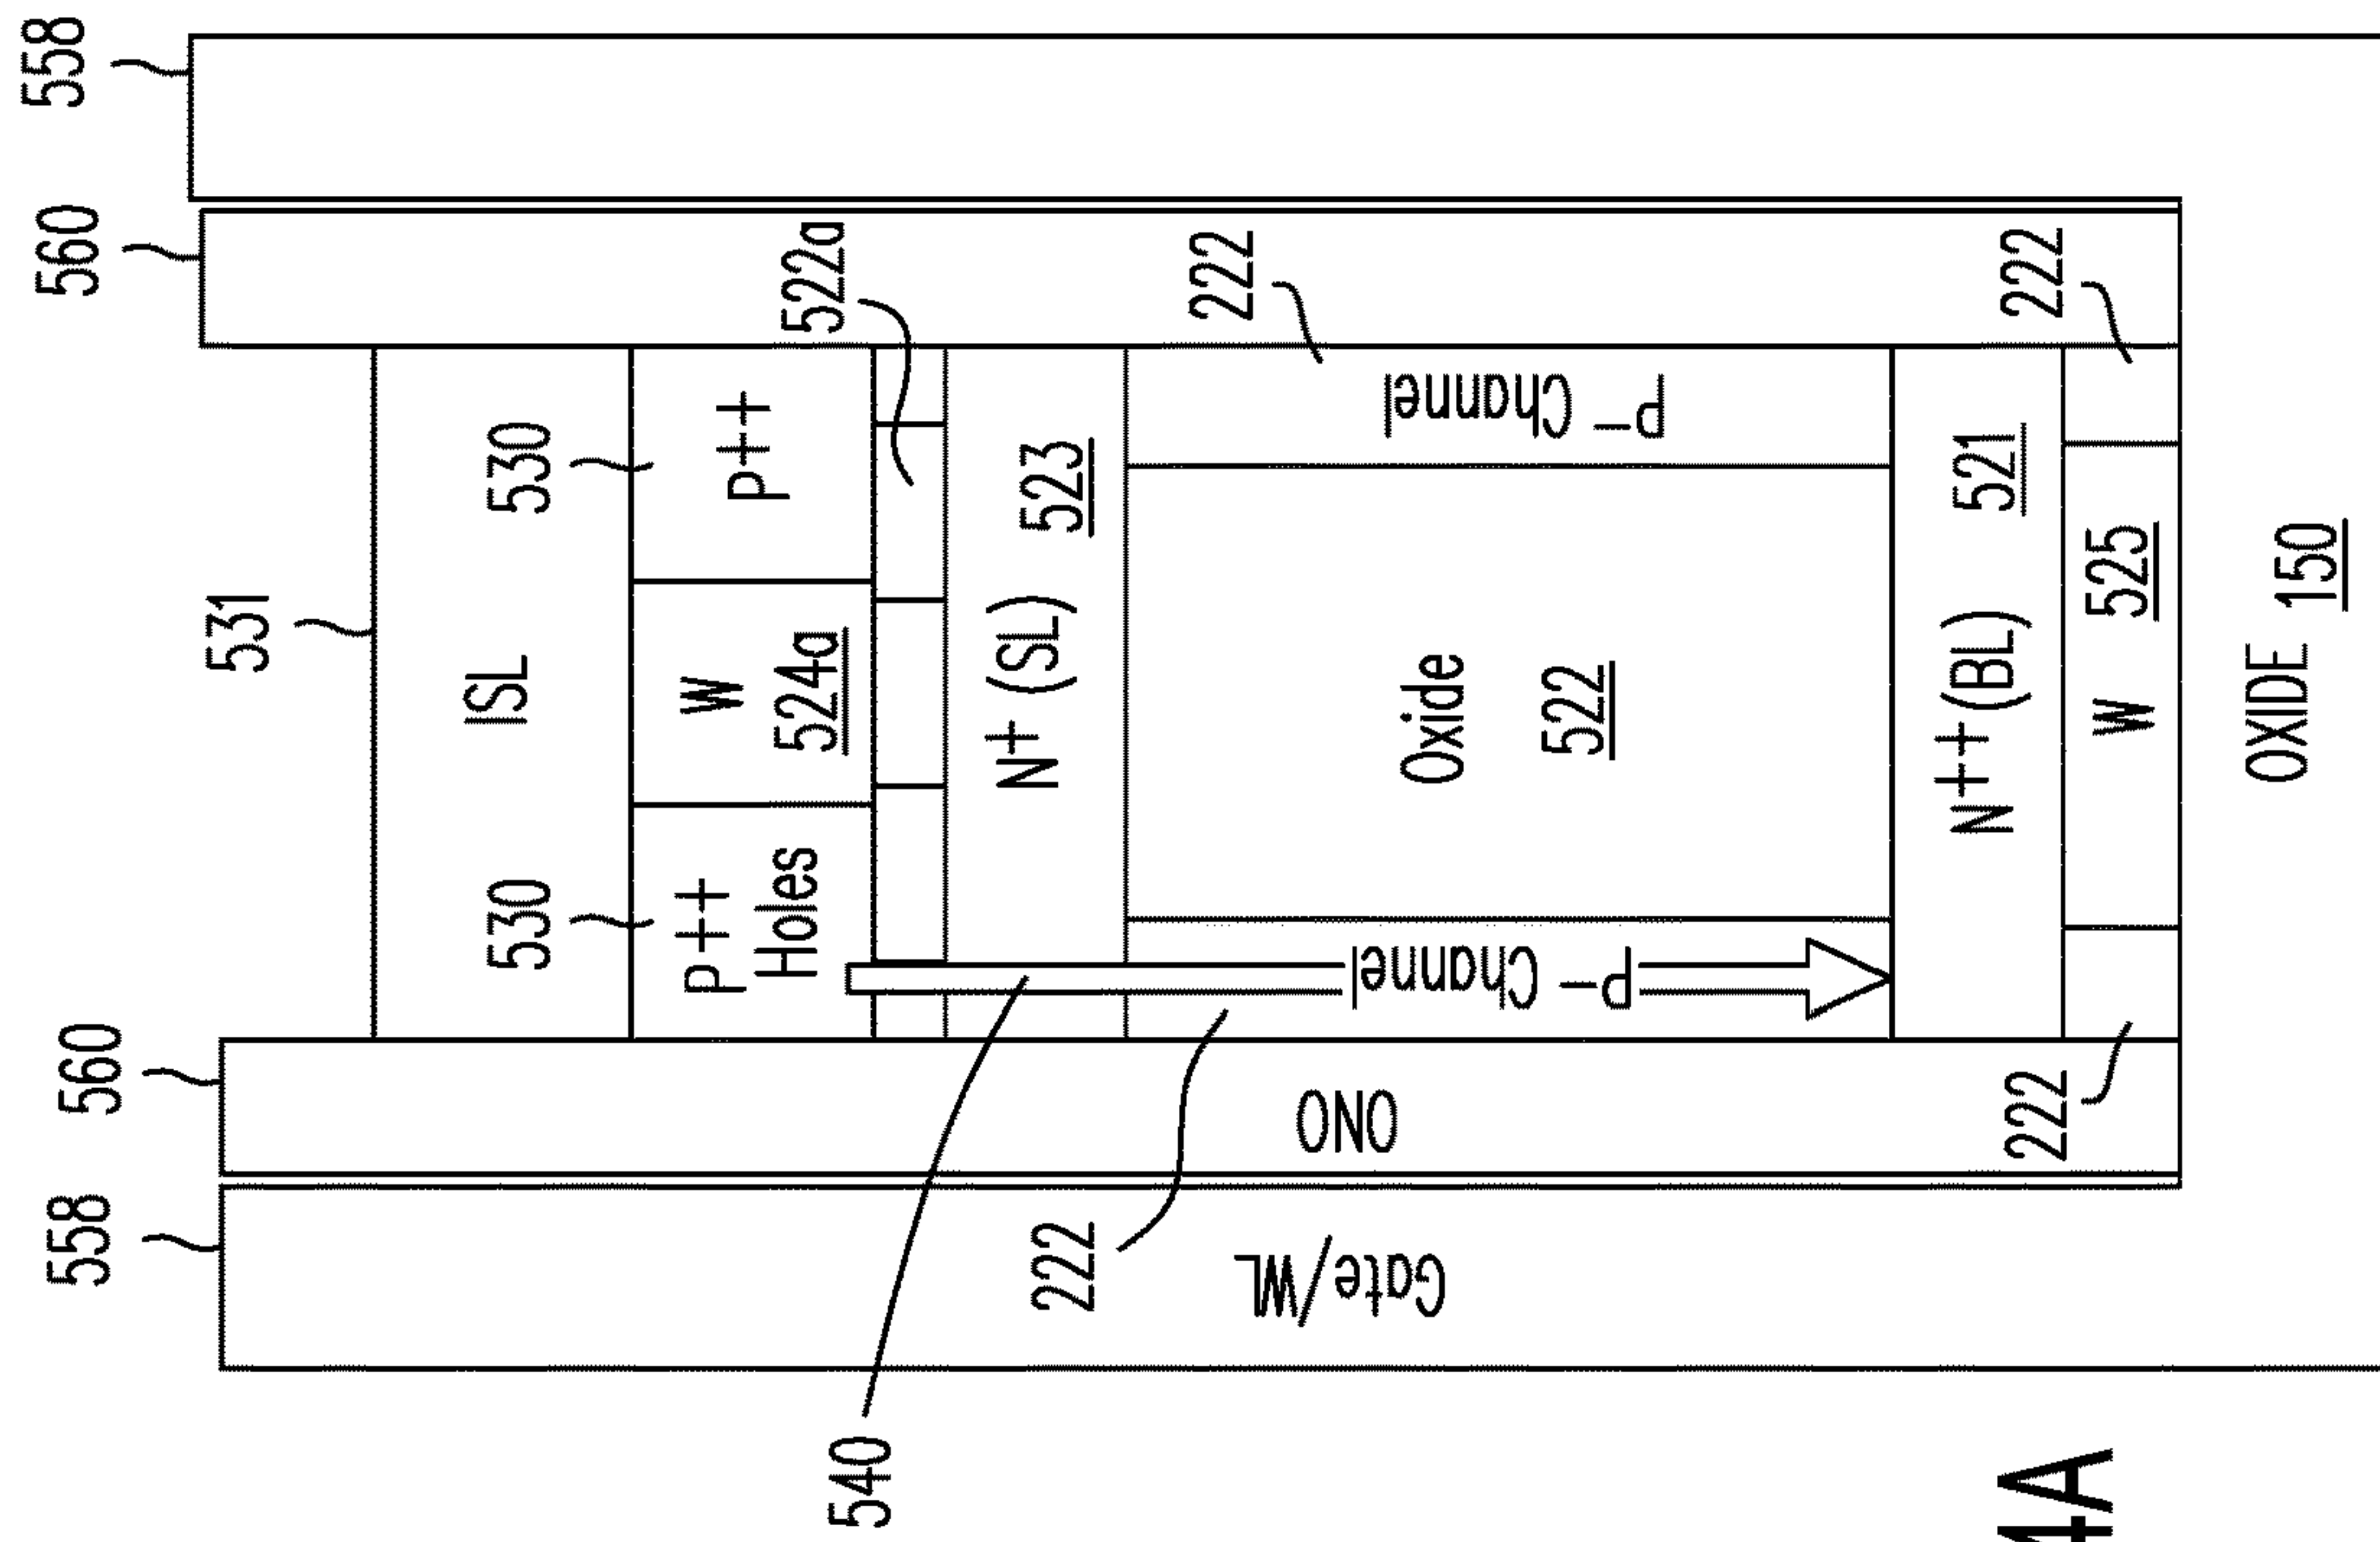 558
560
531
ISL
530
530
P++
W
524a
P++
Holes
522a
N+ (SL)
523
222
P- Channel
Oxide
522
P- Channel
222
222
N++ (BL)
521
W
525
222
OXIDE
150
560
ONO
558
Gate/WL
540
4A